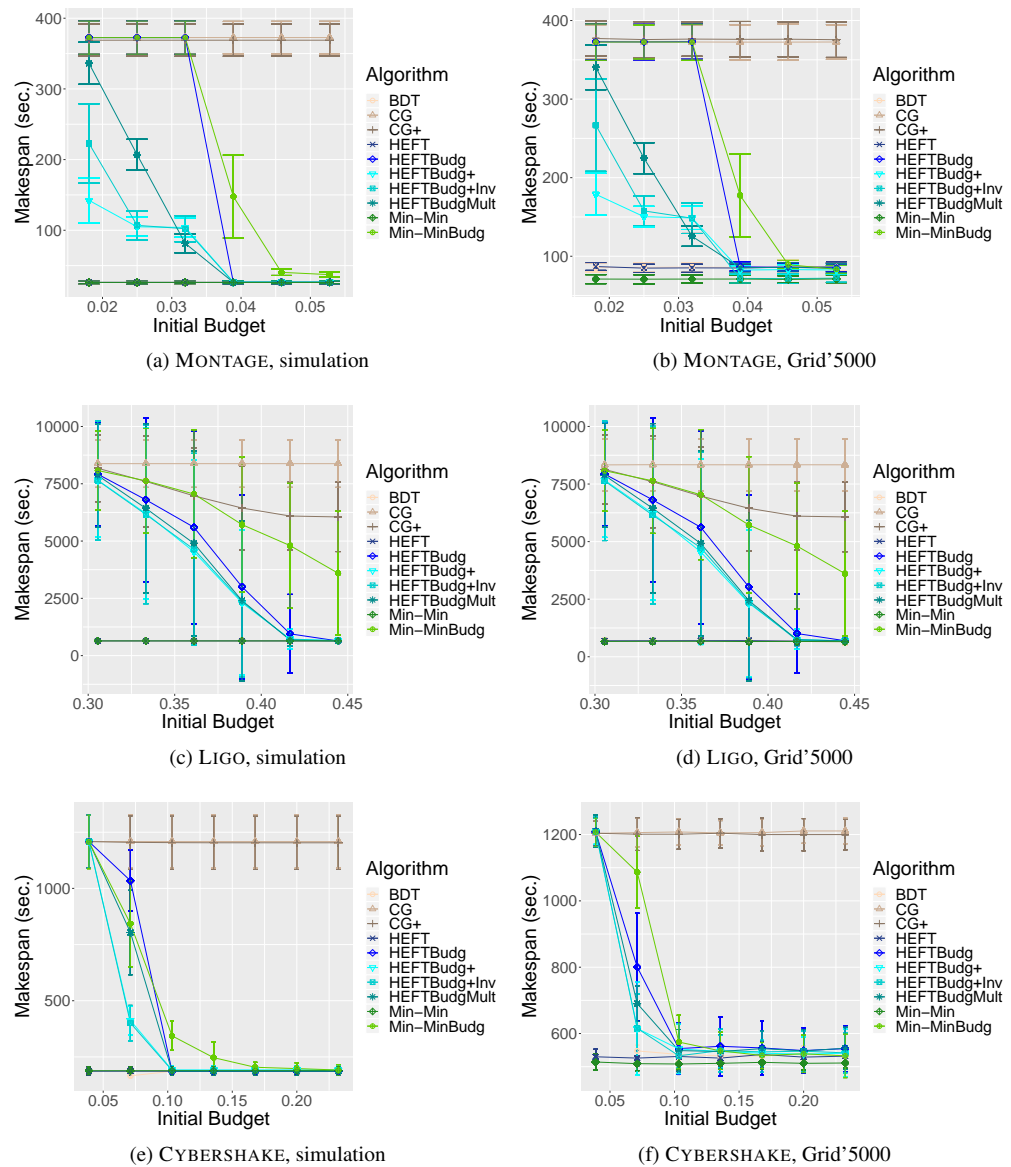 400
300
200
100
Makespan (sec.)
0.02 0.03 0.04 0.05
Initial Budget
Algorithm
BDT
CG
CG+
HEFT
HEFTBudg
HEFTBudg+
HEFTBudg+Inv
HEFTBudgMult
Min−Min
Min−MinBudg
(a) MONTAGE, simulation
400
300
200
100
Makespan (sec.)
0.02 0.03 0.04 0.05
Initial Budget
Algorithm
BDT
CG
CG+
HEFT
HEFTBudg
HEFTBudg+
HEFTBudg+Inv
HEFTBudgMult
Min−Min
Min−MinBudg
(b) MONTAGE, Grid'5000
10000
7500
5000
2500
0
Makespan (sec.)
0.30 0.35 0.40 0.45
Initial Budget
Algorithm
BDT
CG
CG+
HEFT
HEFTBudg
HEFTBudg+
HEFTBudg+Inv
HEFTBudgMult
Min−Min
Min−MinBudg
(c) LIGO, simulation
10000
7500
5000
2500
0
Makespan (sec.)
0.30 0.35 0.40 0.45
Initial Budget
Algorithm
BDT
CG
CG+
HEFT
HEFTBudg
HEFTBudg+
HEFTBudg+Inv
HEFTBudgMult
Min−Min
Min−MinBudg
(d) LIGO, Grid'5000
1000
500
Makespan (sec.)
0.05 0.10 0.15 0.20
Initial Budget
Algorithm
BDT
CG
CG+
HEFT
HEFTBudg
HEFTBudg+
HEFTBudg+Inv
HEFTBudgMult
Min−Min
Min−MinBudg
(e) CYBERSHAKE, simulation
1200
1000
800
600
Makespan (sec.)
0.05 0.10 0.15 0.20
Initial Budget
Algorithm
BDT
CG
CG+
HEFT
HEFTBudg
HEFTBudg+
HEFTBudg+Inv
HEFTBudgMult
Min−Min
Min−MinBudg
(f) CYBERSHAKE, Grid'5000